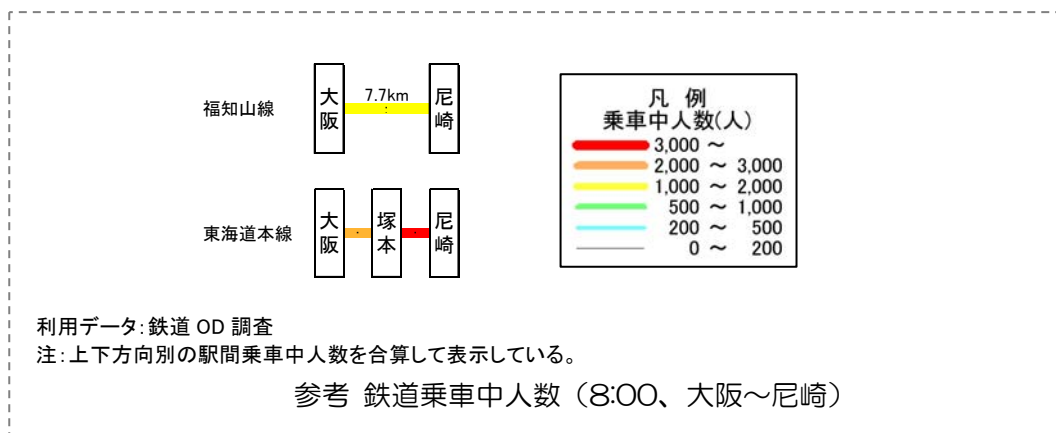 福知山線
大阪
7.7km
尼崎
東海道本線
大阪
塚本
尼崎
凡 例
乗車中人数(人)
3,000 ～
2,000 ～ 3,000
1,000 ～ 2,000
500 ～ 1,000
200 ～ 500
0 ～ 200
利用データ:鉄道 OD 調査
注:上下方向別の駅間乗車中人数を合算して表示している。
参考 鉄道乗車中人数（8:00、大阪～尼崎）